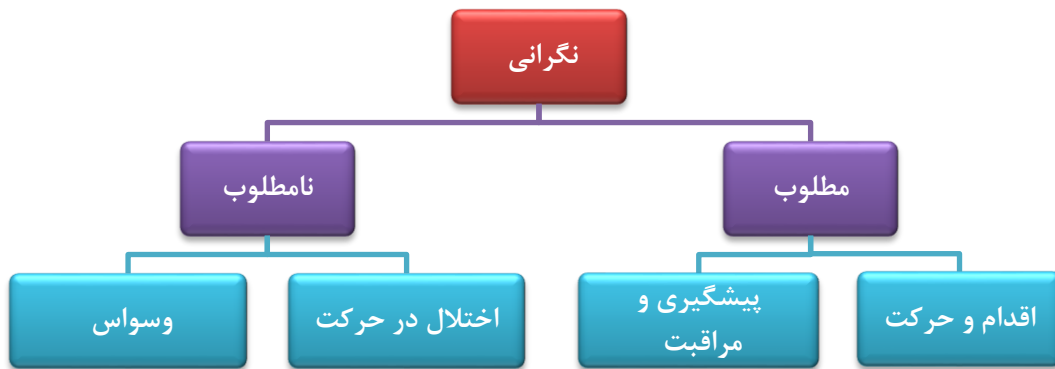 نگرانی
مطلوب
نامطلوب
اقدام و حرکت
پیشگیری و
مراقبت
اختلال در حرکت
وسواس